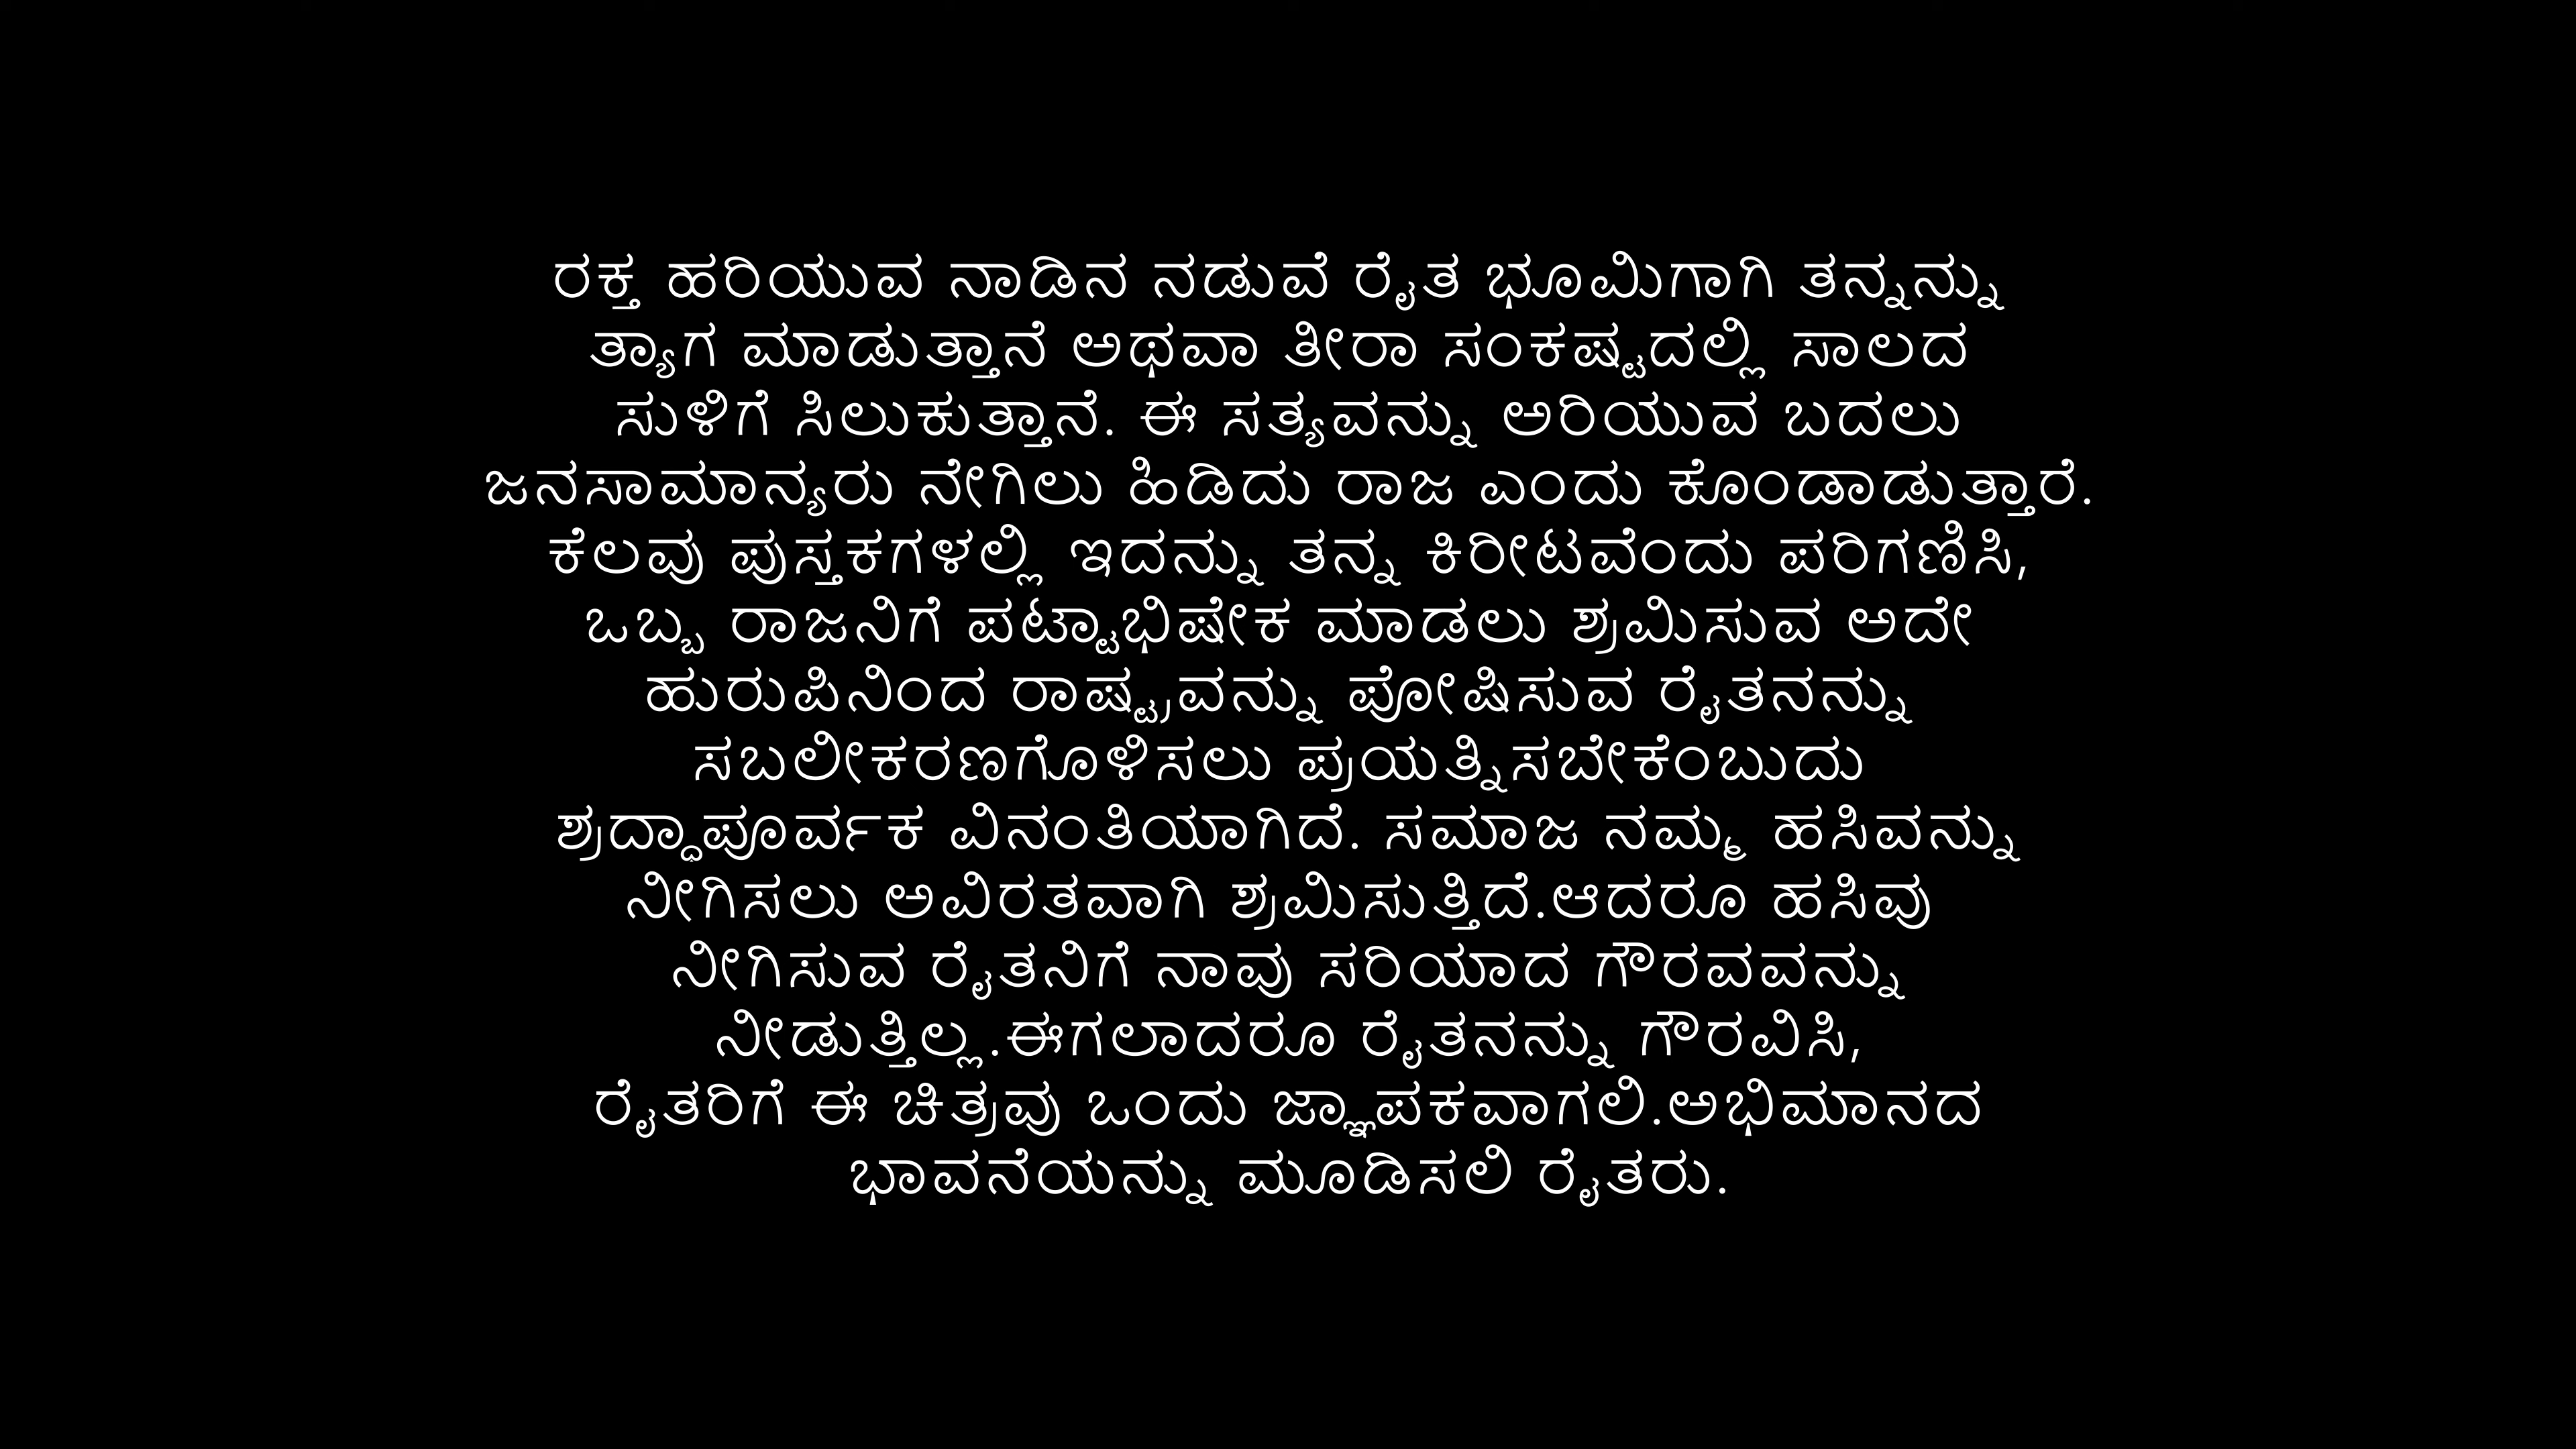 ರಕ್ತ ಹರಿಯುವ ನಾಡಿನ ನಡುವೆ ರೈತ ಭೂಮಿಗಾಗಿ ತನ್ನನ್ನು
ತ್ಯಾಗ ಮಾಡುತ್ತಾನೆ ಅಥವಾ ತೀರಾ ಸಂಕಷ್ಟದಲ್ಲಿ ಸಾಲದ
ಸುಳಿಗೆ ಸಿಲುಕುತ್ತಾನೆ. ಈ ಸತ್ಯವನ್ನು ಅರಿಯುವ ಬದಲು
ಜನಸಾಮಾನ್ಯರು ನೇಗಿಲು ಹಿಡಿದು ರಾಜ ಎಂದು ಕೊಂಡಾಡುತ್ತಾರೆ.
ಕೆಲವು ಪುಸ್ತಕಗಳಲ್ಲಿ ಇದನ್ನು ತನ್ನ ಕಿರೀಟವೆಂದು ಪರಿಗಣಿಸಿ,
ಒಬ್ಬ ರಾಜನಿಗೆ ಪಟ್ಟಾಭಿಷೇಕ ಮಾಡಲು ಶ್ರಮಿಸುವ ಅದೇ
ಹುರುಪಿನಿಂದ ರಾಷ್ಟ್ರವನ್ನು ಪೋಷಿಸುವ ರೈತನನ್ನು
ಸಬಲೀಕರಣಗೊಳಿಸಲು ಪ್ರಯತ್ನಿಸಬೇಕೆಂಬುದು
ಶ್ರದ್ಧಾಪೂರ್ವಕ ವಿನಂತಿಯಾಗಿದೆ. ಸಮಾಜ ನಮ್ಮ ಹಸಿವನ್ನು
ನೀಗಿಸಲು ಅವಿರತವಾಗಿ ಶ್ರಮಿಸುತ್ತಿದೆ.ಆದರೂ ಹಸಿವು
ನೀಗಿಸುವ ರೈತನಿಗೆ ನಾವು ಸರಿಯಾದ ಗೌರವವನ್ನು
ನೀಡುತ್ತಿಲ್ಲ.ಈಗಲಾದರೂ ರೈತನನ್ನು ಗೌರವಿಸಿ,
ರೈತರಿಗೆ ಈ ಚಿತ್ರವು ಒಂದು ಜ್ಞಾಪಕವಾಗಲಿ.ಅಭಿಮಾನದ
ಭಾವನೆಯನ್ನು ಮೂಡಿಸಲಿ ರೈತರು.